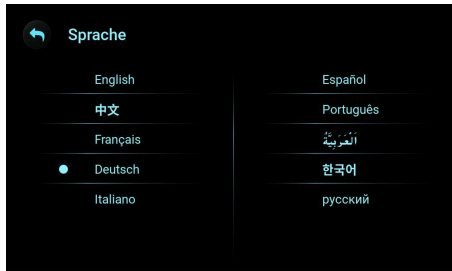 Sprache
English
中文
Français
Deutsch
Italiano
Español
Português
اَلْعَرَبِيَّةُ
한국어
русский